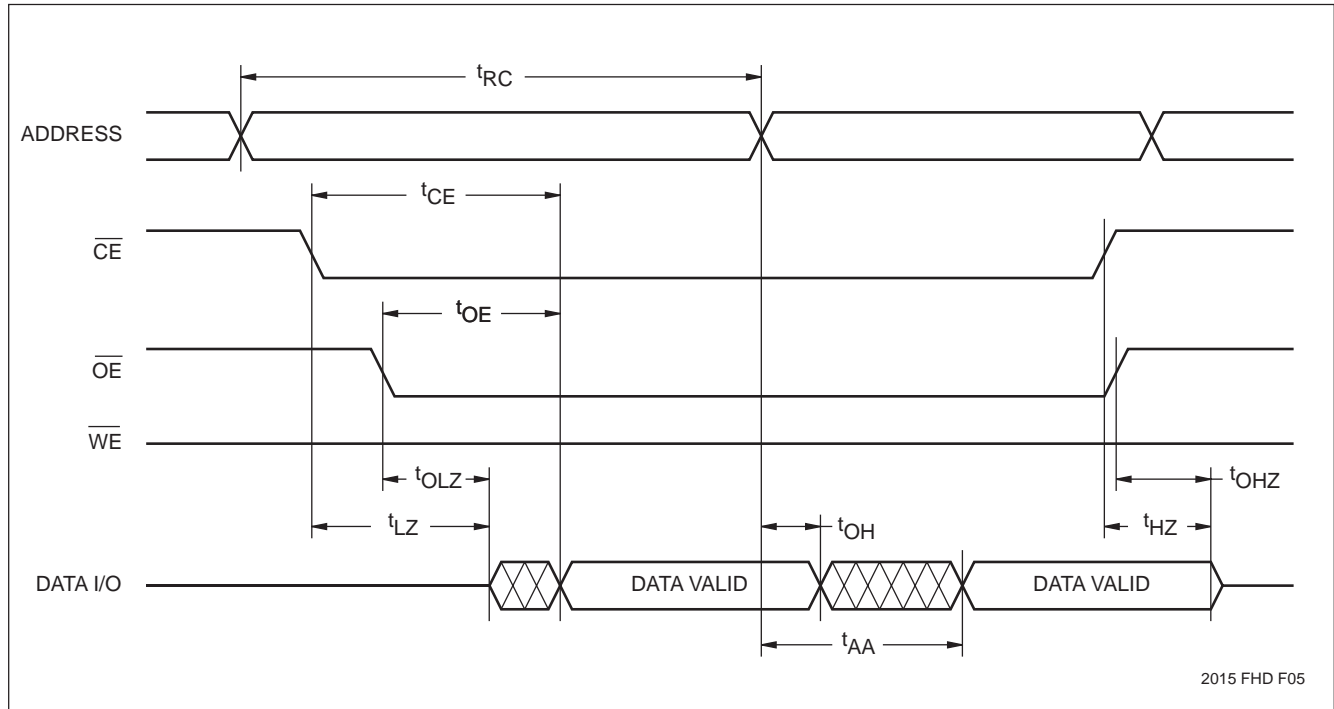 tRC
ADDRESS
tCE
CE
tOE
OE
WE
tOLZ
tOHZ
tLZ
tOH
tHZ
DATA I/O
DATA VALID
DATA VALID
tAA
2015 FHD F05